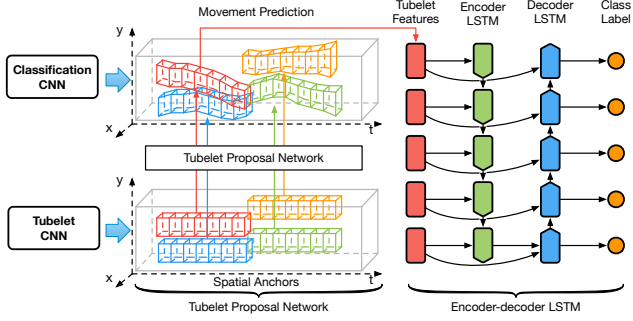 Movement Prediction
Tubelet
Features
Encoder
LSTM
Decoder
LSTM
Class
Label
y
Classification
CNN
x
t
Tubelet Proposal Network
y
Tubelet
CNN
x
t
Spatial Anchors
Tubelet Proposal Network
Encoder-decoder LSTM